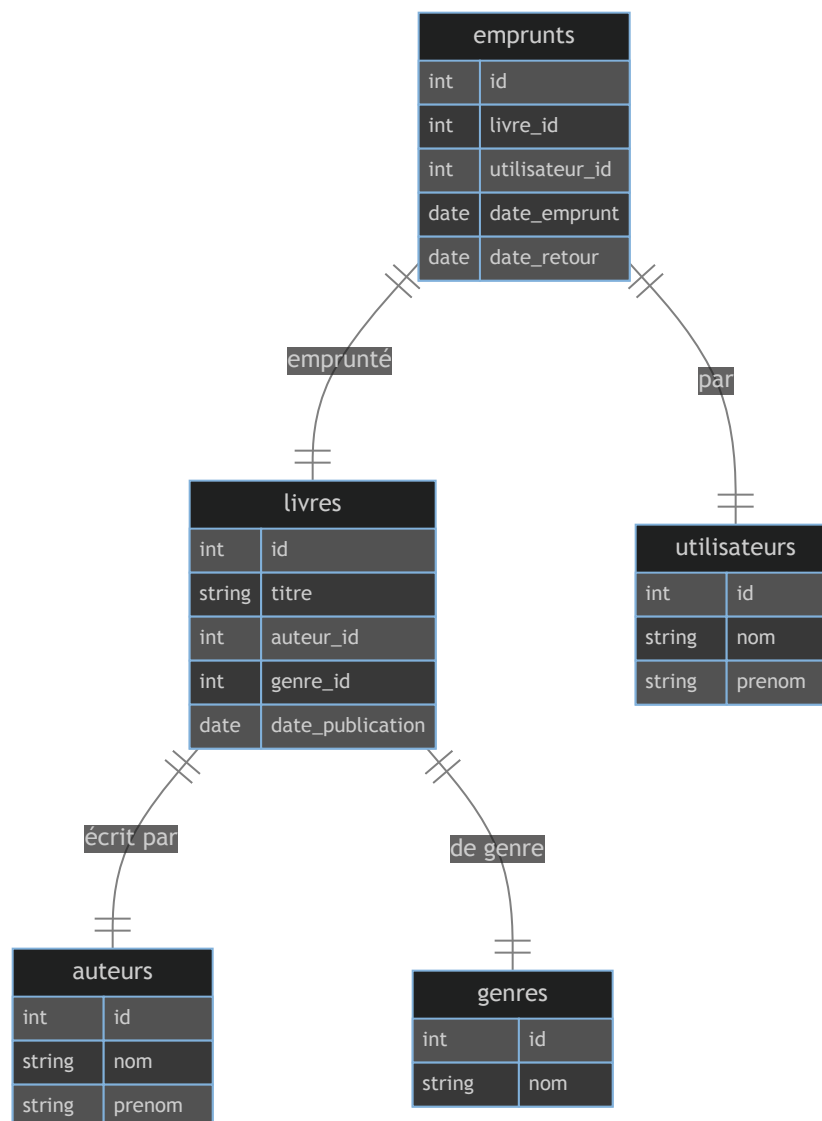 emprunts
int id
int livre_id
int utilisateur_id
date date_emprunt
date date_retour
emprunté
par
livres
int id
string titre
int auteur_id
int genre_id
date date_publication
utilisateurs
int id
string nom
string prenom
écrit par
de genre
auteurs
int id
string nom
string prenom
genres
int id
string nom